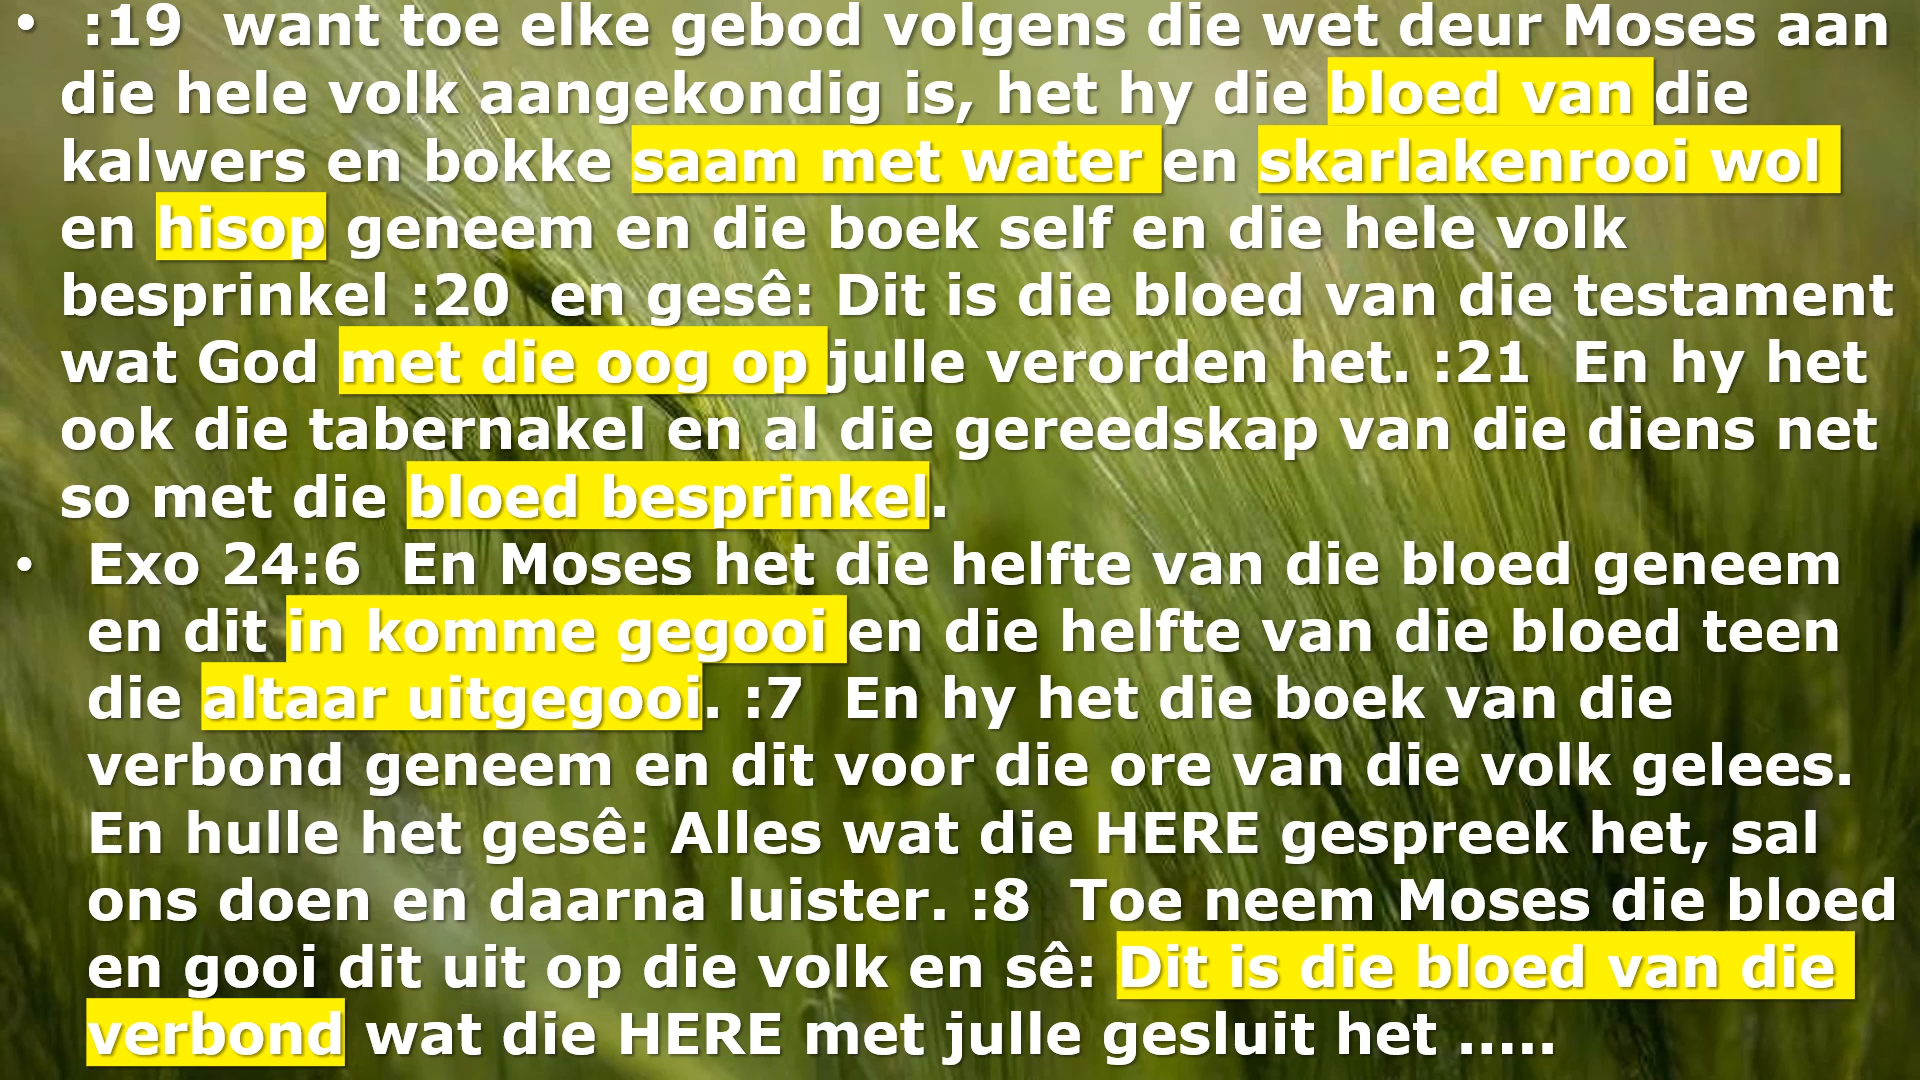 • :19 want toe elke gebod volgens die wet deur Moses aan
die hele volk aangekondig is, het hy die bloed van die
kalwers en bokke saam met water en skarlakenrooi wol
en hisop geneem en die boek self en die hele volk
besprinkel :20 en gesê: Dit is die bloed van die testament
wat God met die oog op julle verorden het. :21 En hy het
ook die tabernakel en al die gereedskap van die diens net
so met die bloed besprinkel.
• Exo 24:6 En Moses het die helfte van die bloed geneem
en dit in komme gegooi en die helfte van die bloed teen
die altaar uitgegooi. :7 En hy het die boek van die
verbond geneem en dit voor die ore van die volk gelees.
En hulle het gesê: Alles wat die HERE gespreek het, sal
ons doen en daarna luister. :8 Toe neem Moses die bloed
en gooi dit uit op die volk en sê: Dit is die bloed van die
verbond wat die HERE met julle gesluit het .....